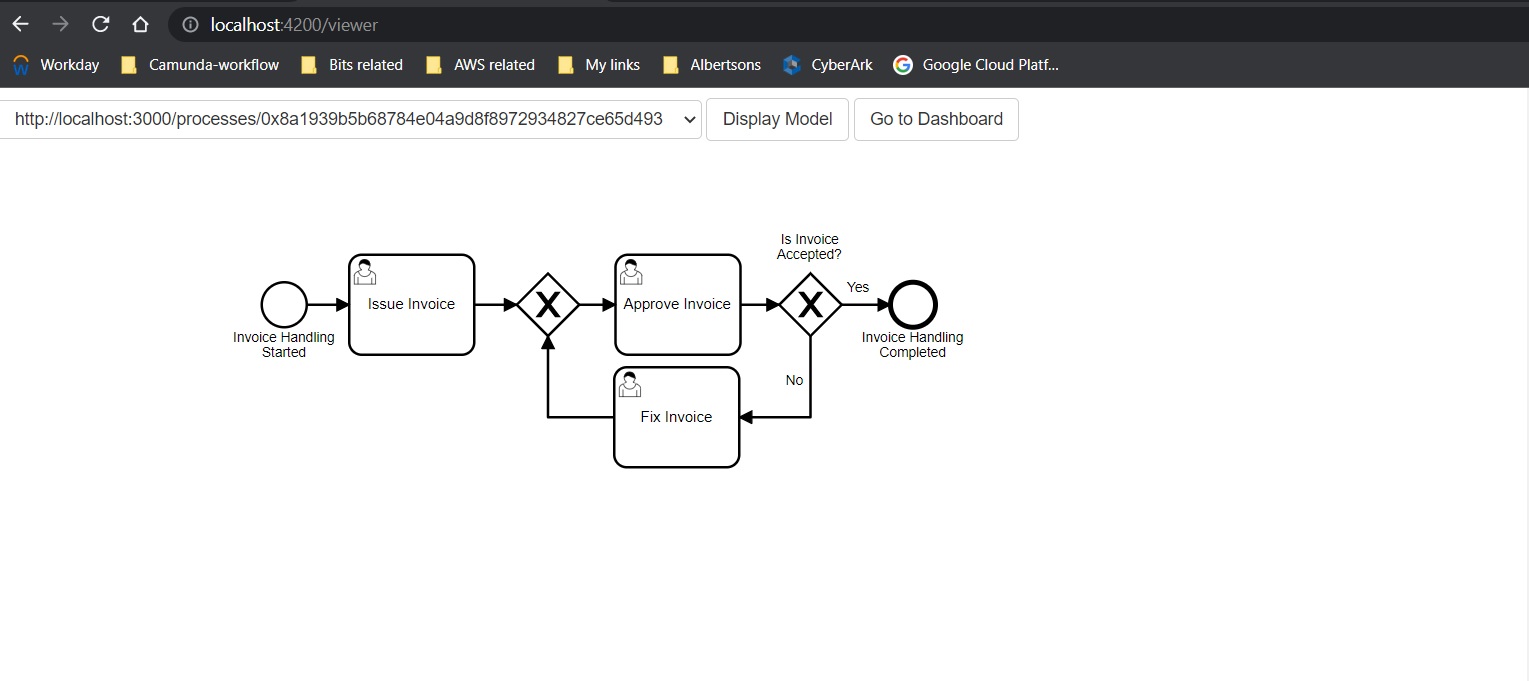 localhost:4200/viewer
Workday
Camunda-workflow
Bits related
AWS related
My links
Albertsons
CyberArk
Google Cloud Platf...
http://localhost:3000/processes/0x8a1939b5b68784e04a9d8f8972934827ce65d493
Display Model
Go to Dashboard
Is Invoice
Accepted?
Invoice Handling
Started
Issue Invoice
X
Approve Invoice
X
Yes
Invoice Handling
Completed
No
Fix Invoice